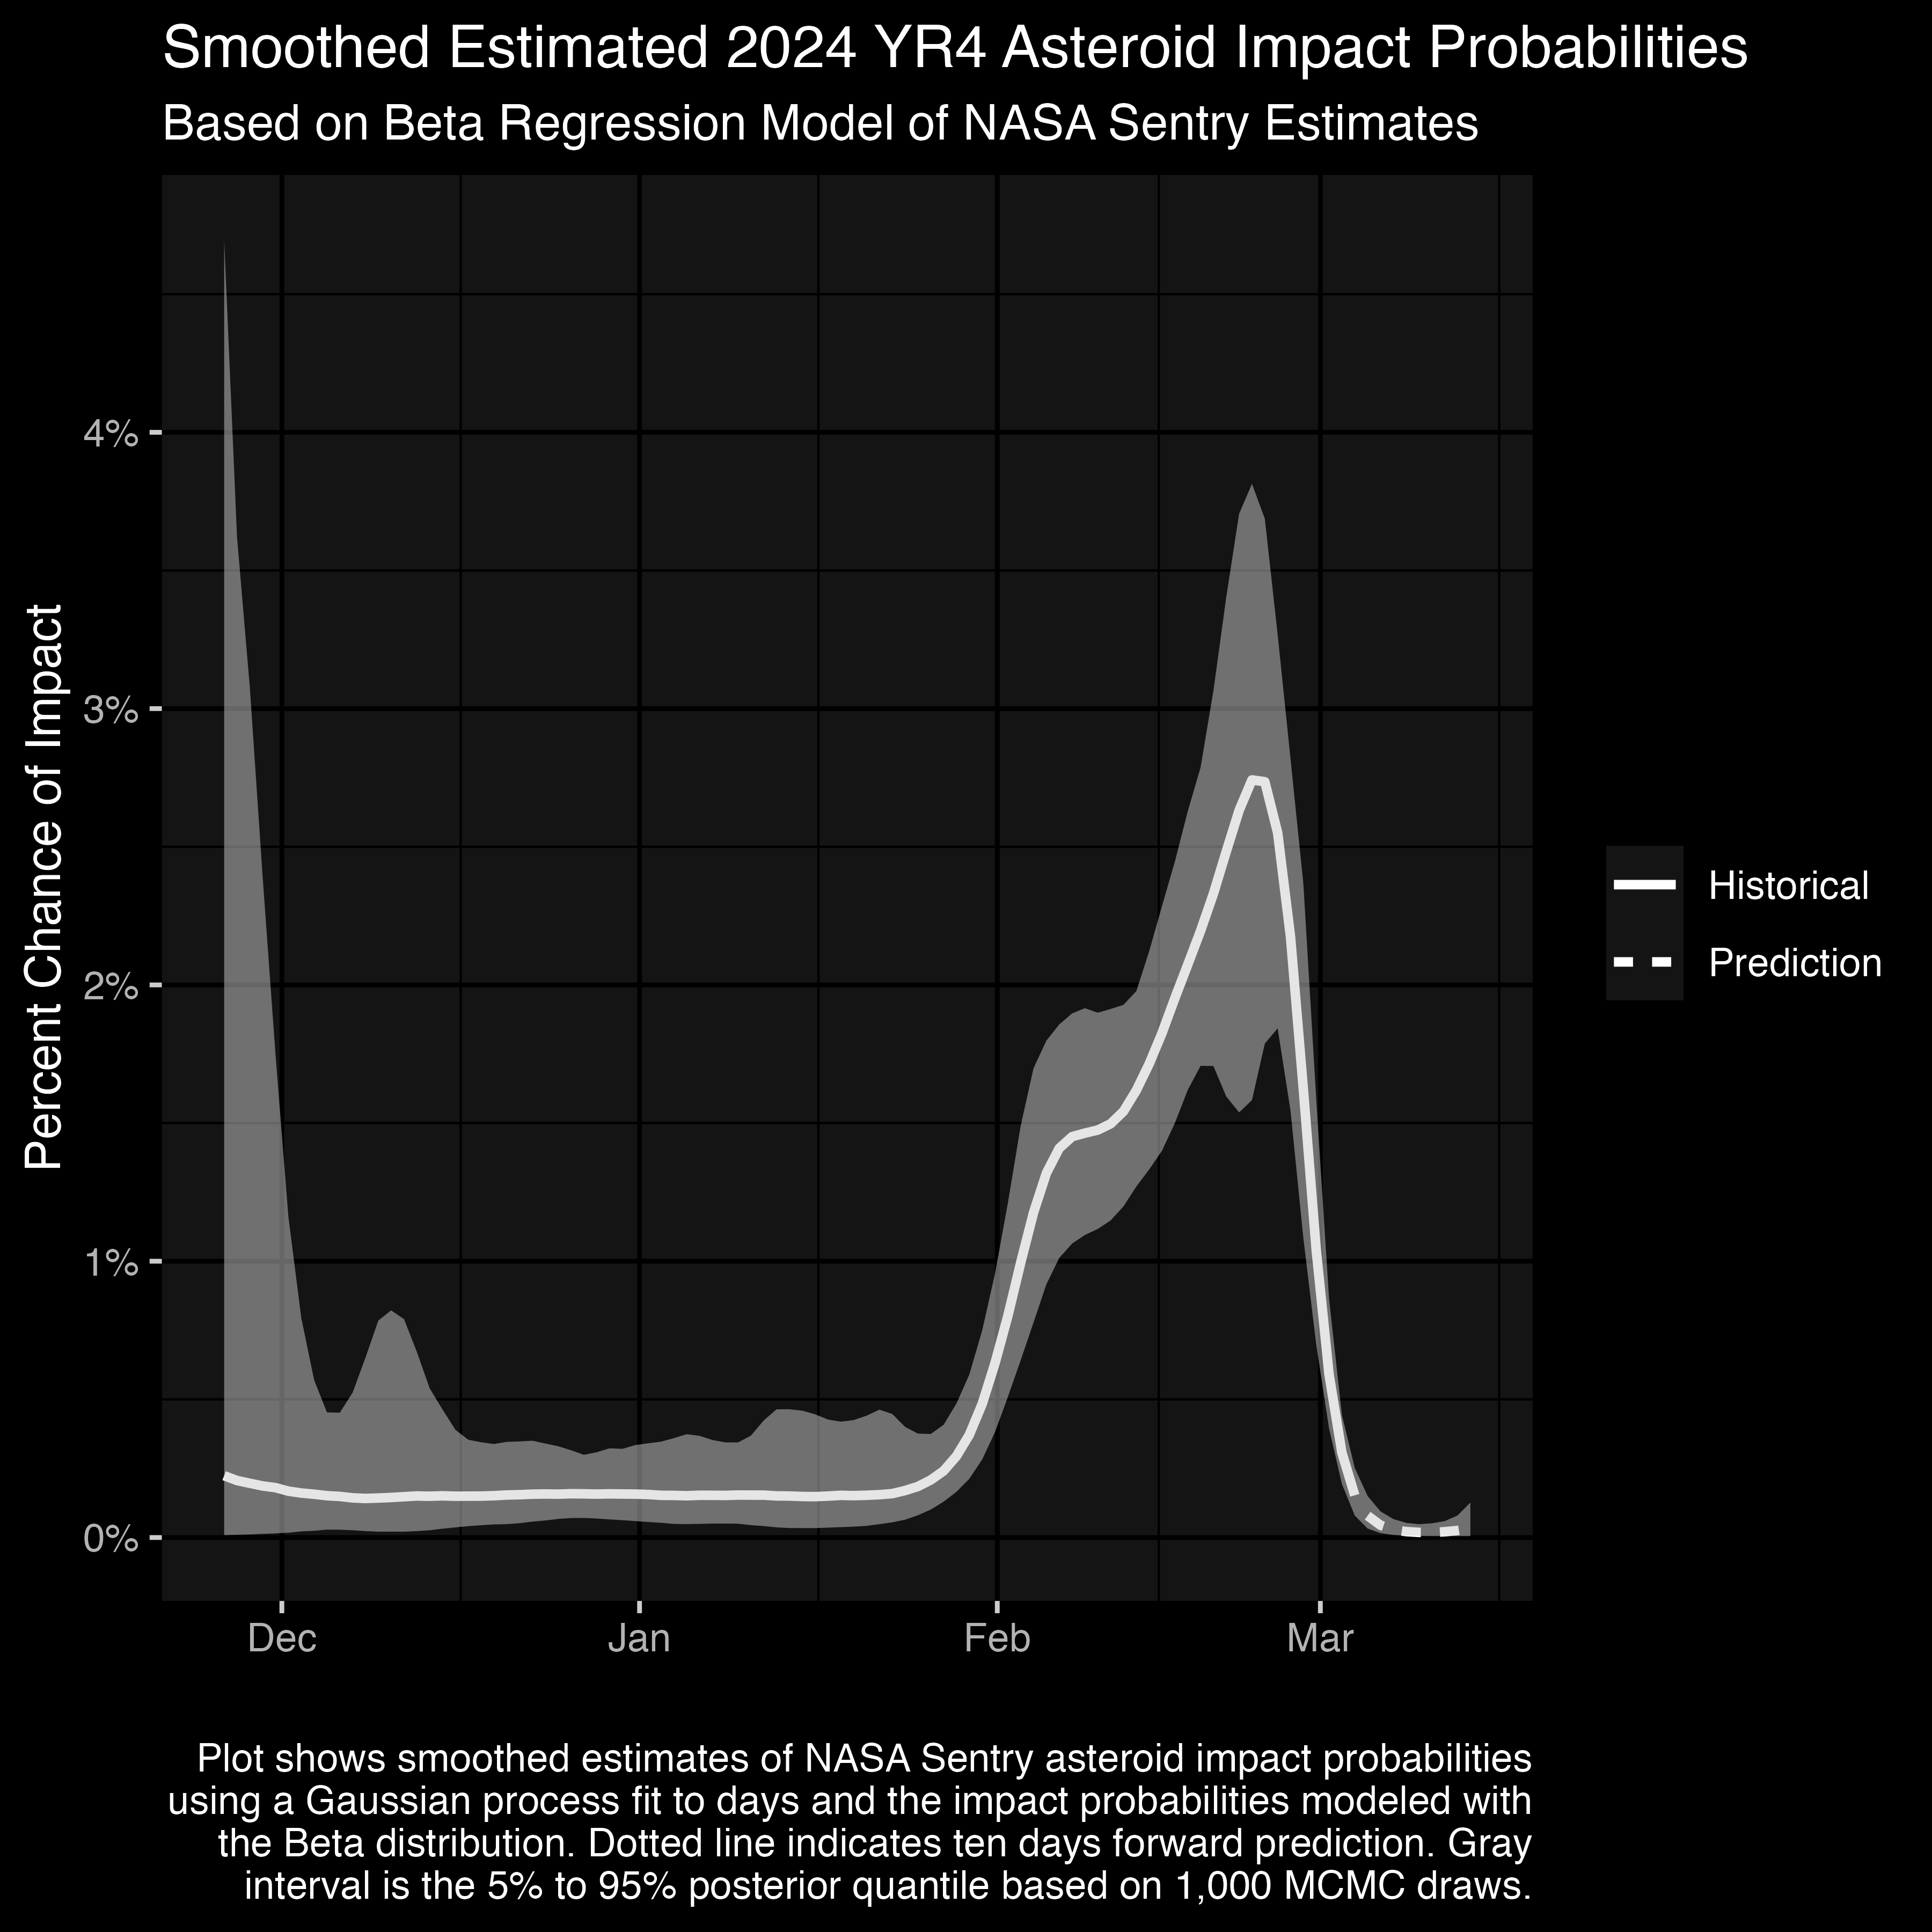 Smoothed Estimated 2024 YR4 Asteroid Impact Probabilities
Based on Beta Regression Model of NASA Sentry Estimates
Percent Chance of Impact
4%
3%
2%
1%
0%
Dec
Jan
Feb
Mar
Historical
Prediction
Plot shows smoothed estimates of NASA Sentry asteroid impact probabilities
using a Gaussian process fit to days and the impact probabilities modeled with
the Beta distribution. Dotted line indicates ten days forward prediction. Gray
interval is the 5% to 95% posterior quantile based on 1,000 MCMC draws.